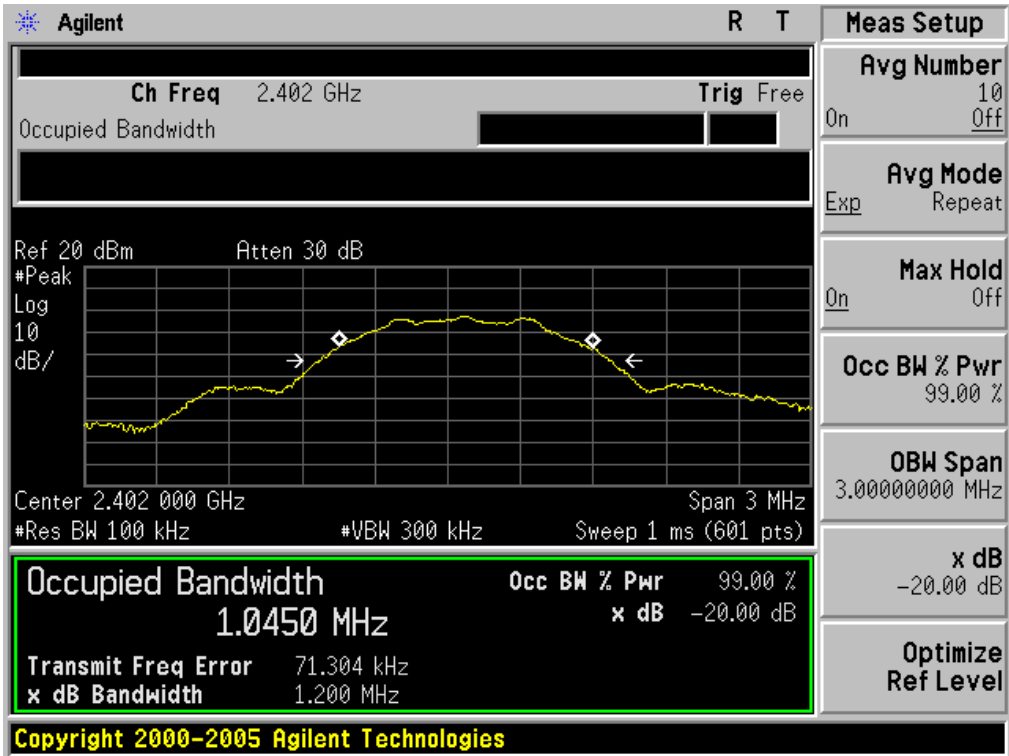 Agilent R T
Ch Freq 2.402 GHz Trig Free
Occupied Bandwidth
Ref 20 dBm Atten 30 dB
#Peak
Log
10
dB/
Center 2.402 000 GHz Span 3 MHz
#Res BW 100 kHz #VBW 300 kHz Sweep 1 ms (601 pts)
Occupied Bandwidth Occ BW % Pwr 99.00 %
1.0450 MHz x dB -20.00 dB
Transmit Freq Error 71.304 kHz
x dB Bandwidth 1.200 MHz
Copyright 2000-2005 Agilent Technologies
Meas Setup
Avg Number
10
On Off
Avg Mode
Exp Repeat
Max Hold
On Off
Occ BW % Pwr
99.00 %
OBW Span
3.00000000 MHz
x dB
-20.00 dB
Optimize
Ref Level